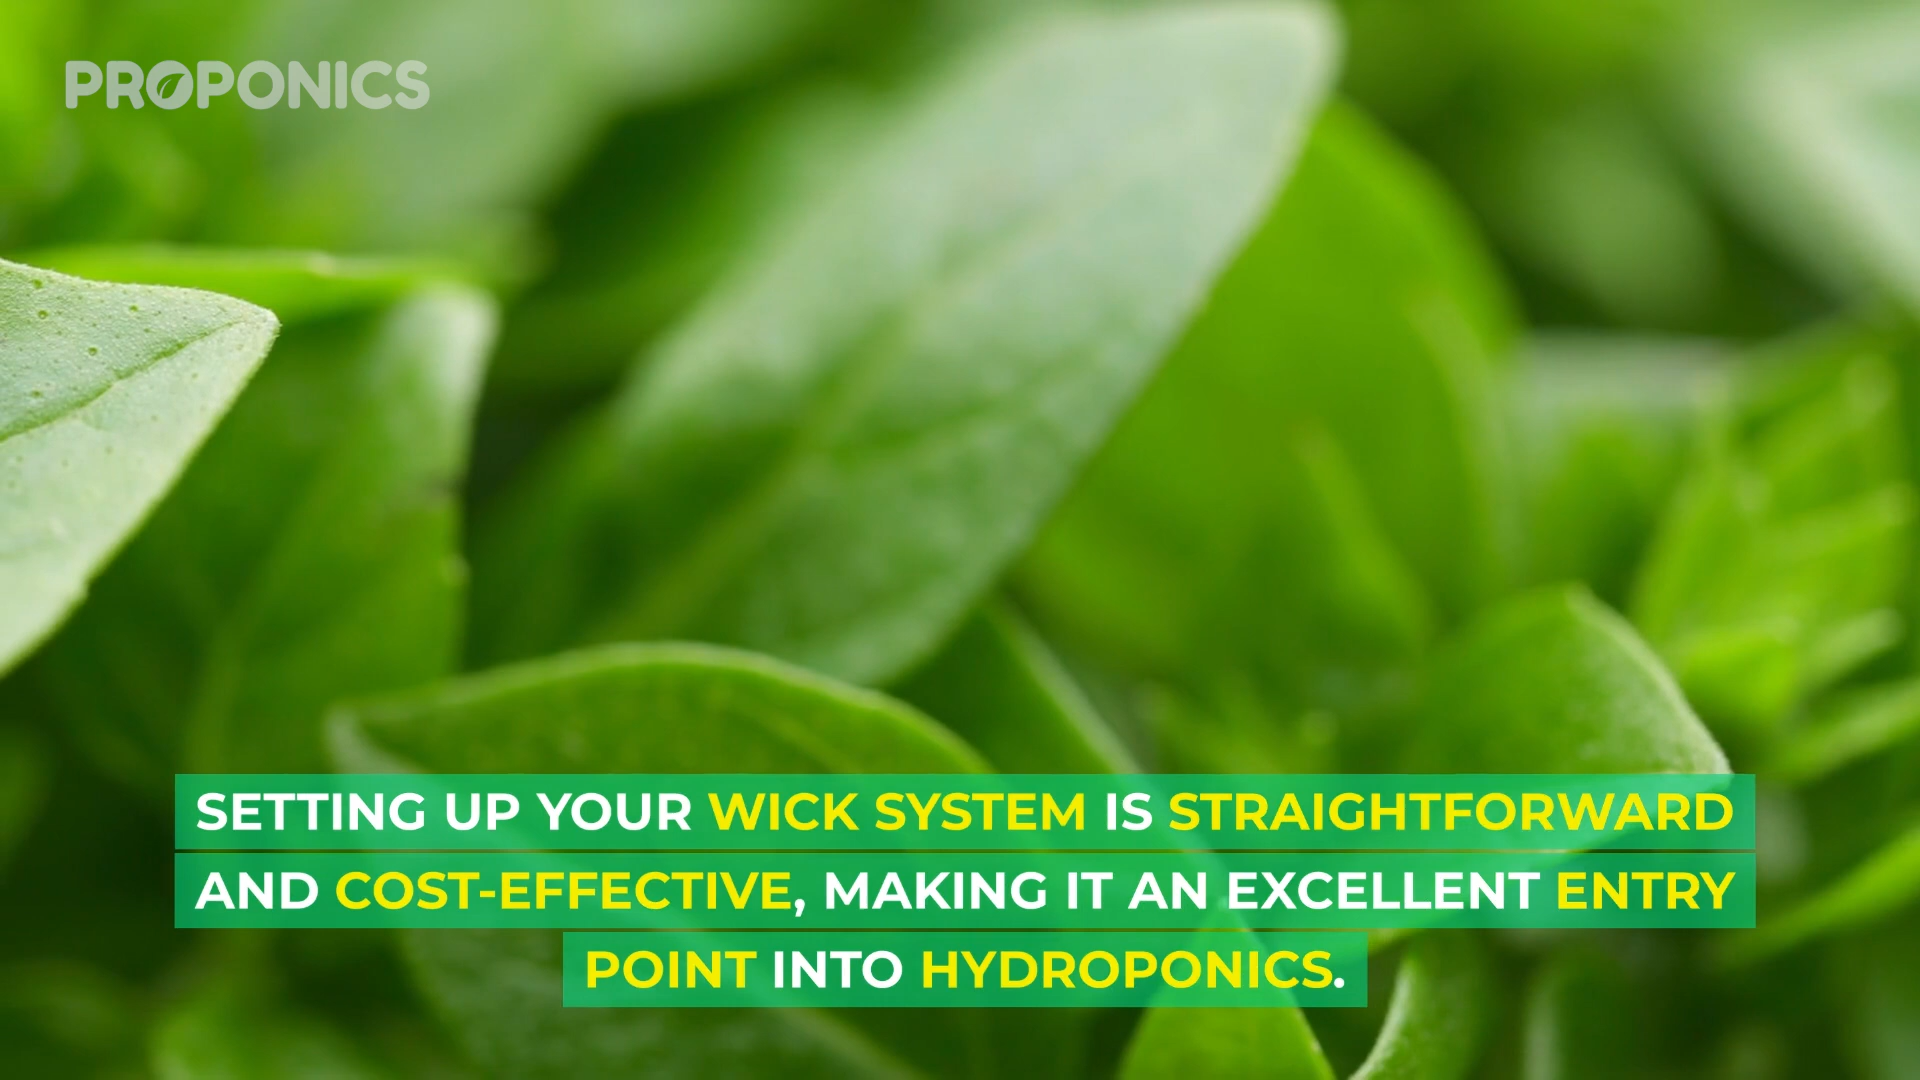 PROPONICS
SETTING UP YOUR WICK SYSTEM IS STRAIGHTFORWARD
AND COST-EFFECTIVE, MAKING IT AN EXCELLENT ENTRY
POINT INTO HYDROPONICS.